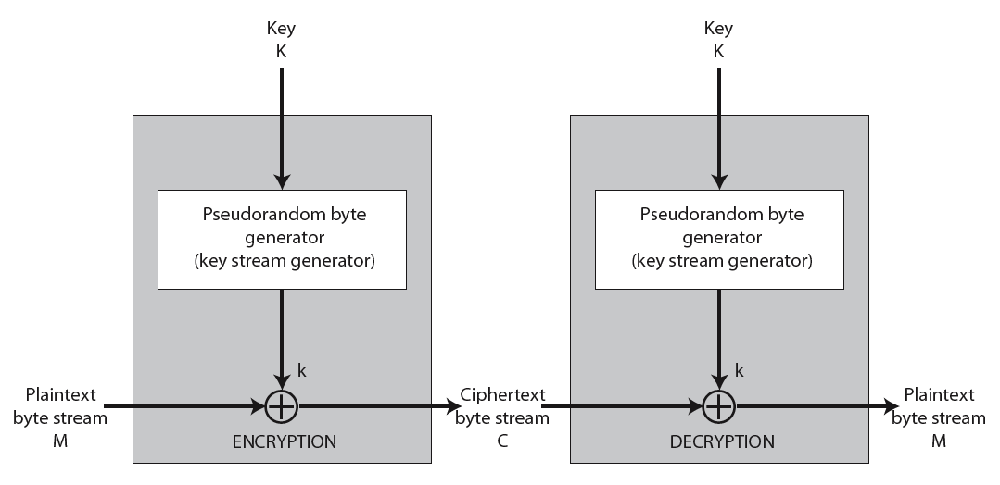 Key
K
Key
K
Pseudorandom byte
generator
(key stream generator)
Pseudorandom byte
generator
(key stream generator)
k
k
Plaintext
byte stream
M
Ciphertext
byte stream
C
Plaintext
byte stream
M
ENCRYPTION
DECRYPTION